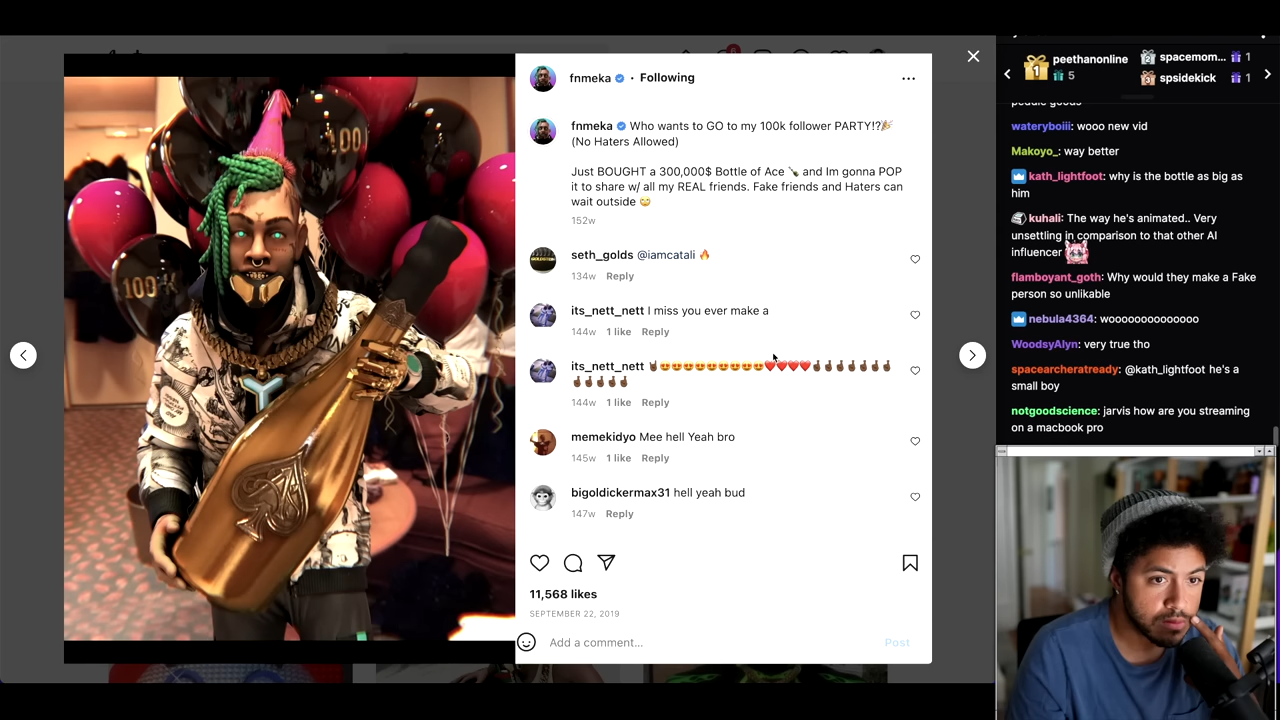 fnmeka • Following
fnmeka Who wants to GO to my 100k follower PARTY!?🎉
(No Haters Allowed)
Just BOUGHT a 300,000$ Bottle of Ace 🍾 and Im gonna POP
it to share w/ all my REAL friends. Fake friends and Haters can
wait outside 🙄
152w
seth_golds @iamcatali 🔥
134w Reply
its_nett_nett I miss you ever make a
144w 1 like Reply
its_nett_nett 🤘🏾😍😍😍😍😍😍😍😍😍❤️❤️❤️❤️
144w 1 like Reply
memekidyo Mee hell Yeah bro
145w 1 like Reply
bigoldickermax31 hell yeah bud
147w Reply
11,568 likes
SEPTEMBER 22, 2019
Add a comment... Post
100
100K
1 peethanonline
5
spacemom... 1
spsidekick 1
peddle goods
wateryboiii: wooo new vid
Makoyo_: way better
kath_lightfoot: why is the bottle as big as
him
kuhali: The way he's animated.. Very
unsettling in comparison to that other AI
influencer
flamboyant_goth: Why would they make a Fake
person so unlikable
nebula4364: woooooooooooooo
WoodsyAlyn: very true tho
spacearcheratready: @kath_lightfoot he's a
small boy
notgoodscience: jarvis how are you streaming
on a macbook pro